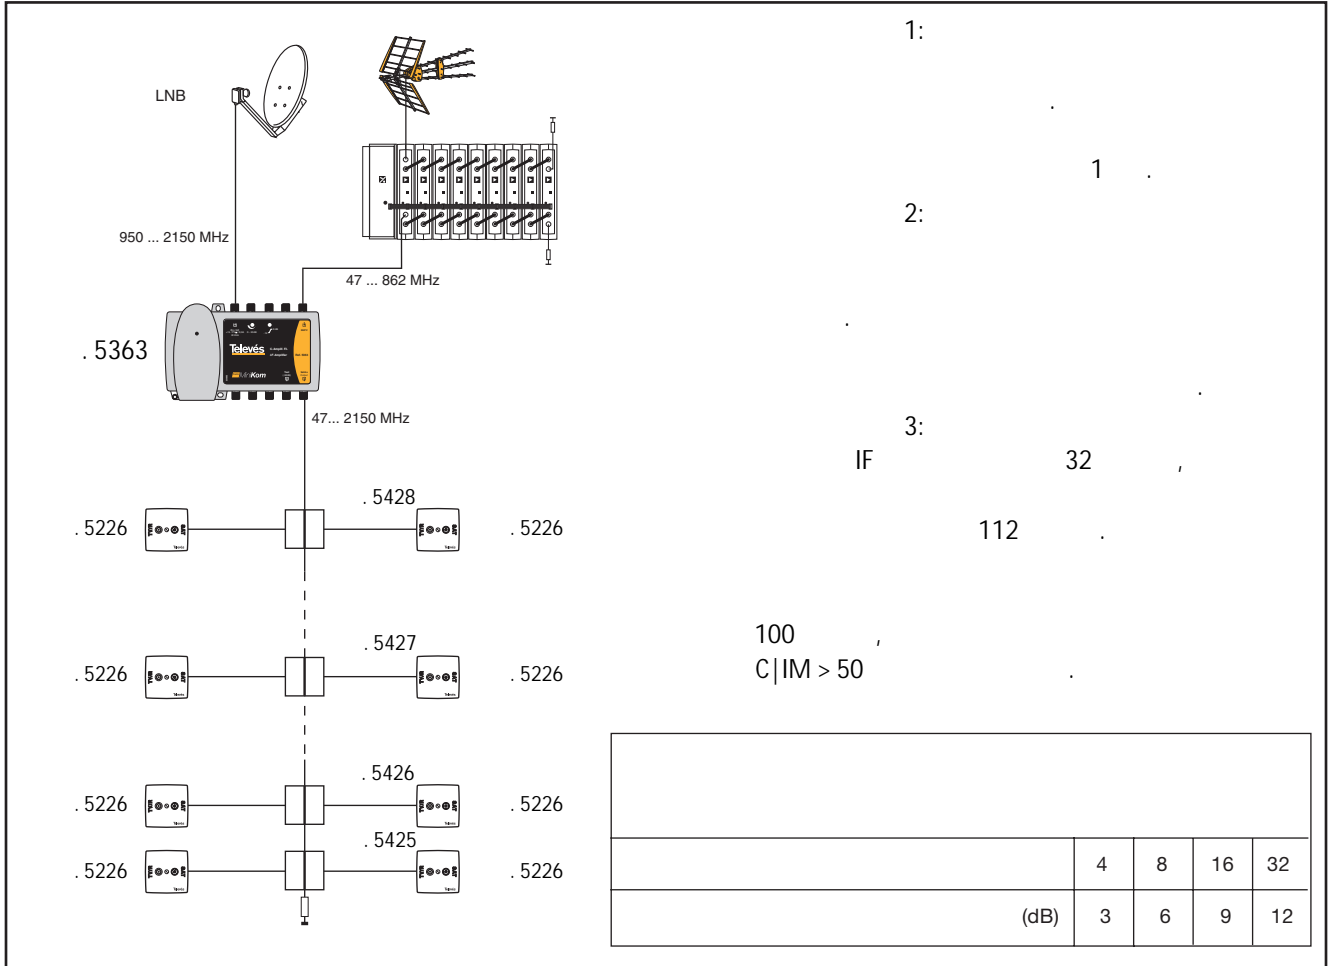 LNB
950 ... 2150 MHz
47 ... 862 MHz
. 5363
Televés
MiniKom
47... 2150 MHz
. 5428
. 5226
. 5226
. 5427
. 5226
. 5226
. 5426
. 5226
. 5226
. 5425
. 5226
. 5226
1:
.
1 .
2:
.
.
3:
IF 32 ,
112 .
100 ,
C|IM > 50 .
4 8 16 32
(dB) 3 6 9 12